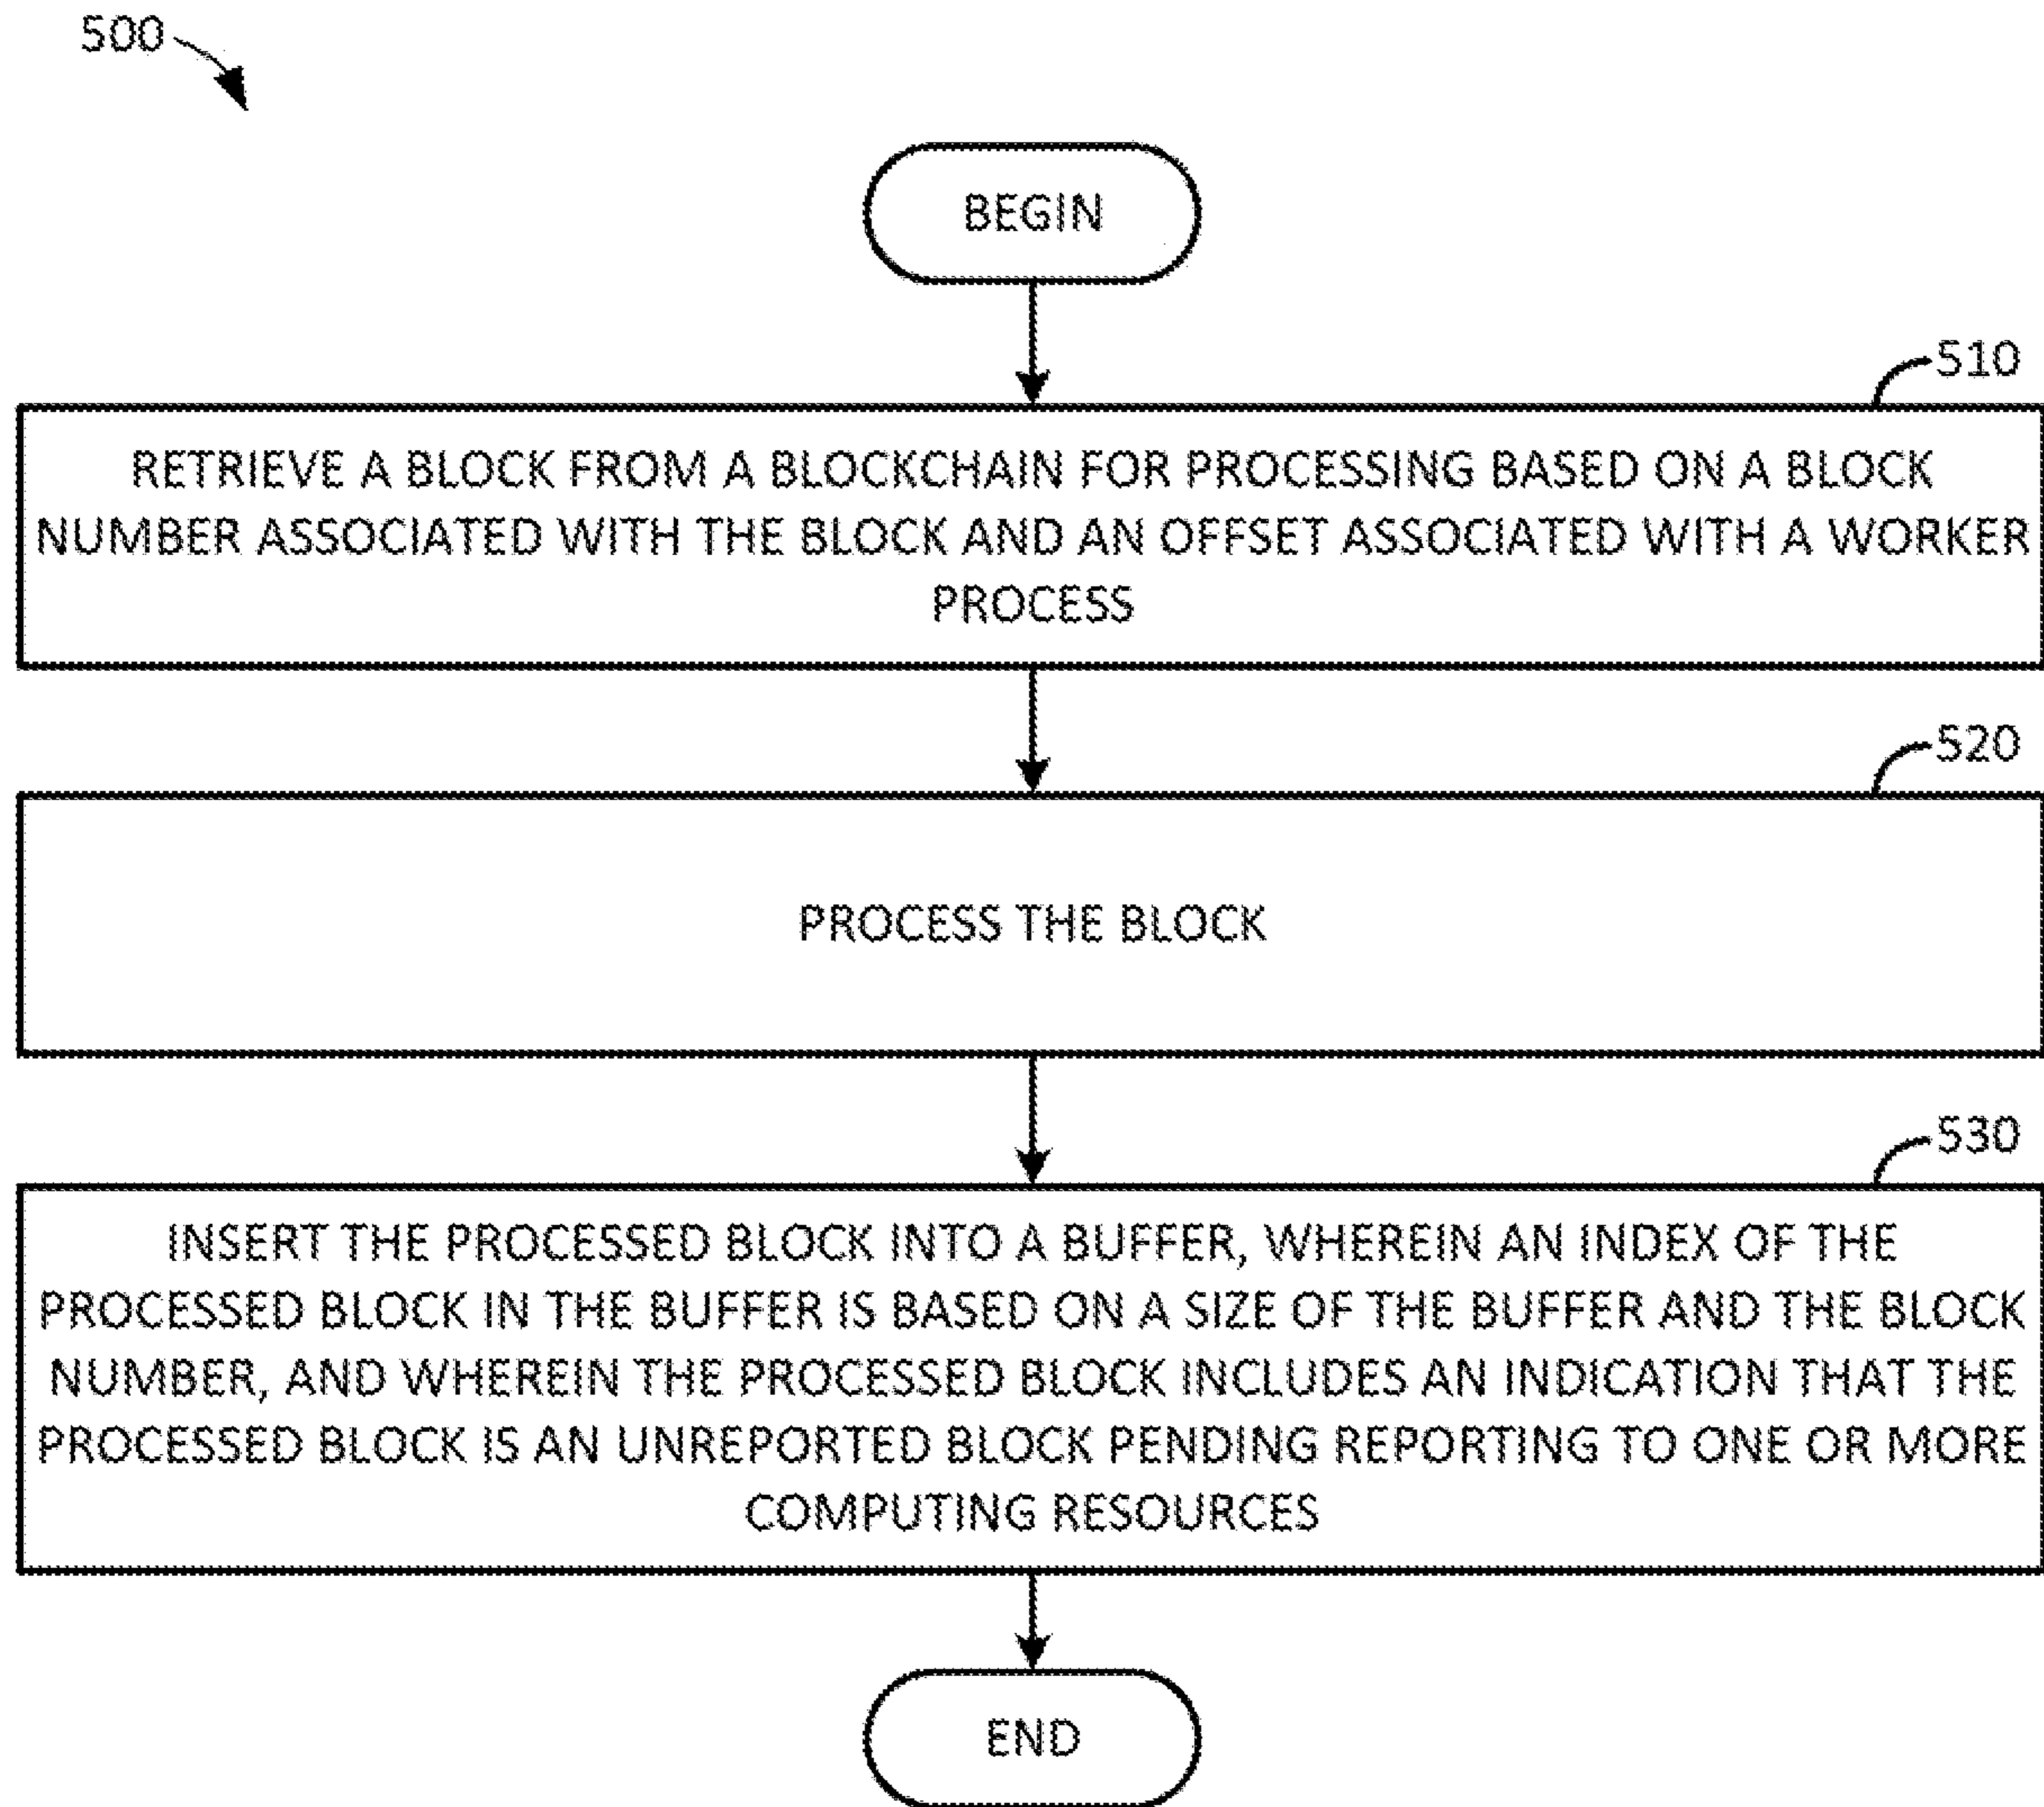 500
BEGIN
510
RETRIEVE A BLOCK FROM A BLOCKCHAIN FOR PROCESSING BASED ON A BLOCK
NUMBER ASSOCIATED WITH THE BLOCK AND AN OFFSET ASSOCIATED WITH A WORKER
PROCESS
520
PROCESS THE BLOCK
530
INSERT THE PROCESSED BLOCK INTO A BUFFER, WHEREIN AN INDEX OF THE
PROCESSED BLOCK IN THE BUFFER IS BASED ON A SIZE OF THE BUFFER AND THE BLOCK
NUMBER, AND WHEREIN THE PROCESSED BLOCK INCLUDES AN INDICATION THAT THE
PROCESSED BLOCK IS AN UNREPORTED BLOCK PENDING REPORTING TO ONE OR MORE
COMPUTING RESOURCES
END